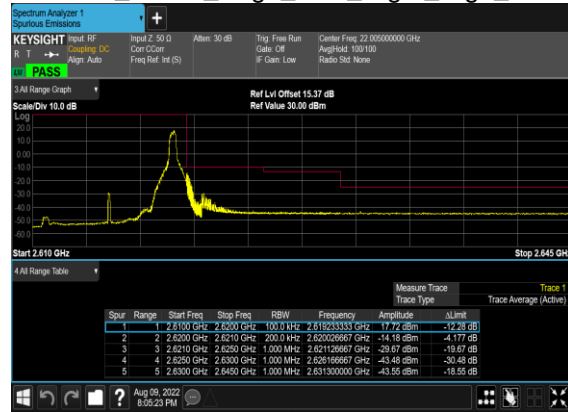 Spectrum Analyzer 1
Spurious Emissions
+
KEYSIGHT Input: RF Input Z: 50 Ω Atten: 30 dB Trig: Free Run Center Freq: 22.005000000 GHz
R T Coupling: DC Corr CCorr Gate: Off Avg|Hold: 100/100
Align: Auto Freq Ref: Int (S) IF Gain: Low Radio Std: None
PASS
3 All Range Graph
Ref Lvl Offset 15.37 dB
Scale/Div 10.0 dB Ref Value 30.00 dBm
Log
20.0
10.0
0.00
-10.0
-20.0
-30.0
-40.0
-50.0
-60.0
Start 2.610 GHz Stop 2.645 GH
4 All Range Table
Measure Trace Trace 1
Trace Type Trace Average (Active)
Spur Range Start Freq Stop Freq RBW Frequency Amplitude ΔLimit
1 1 2.6100 GHz 2.6200 GHz 100.0 kHz 2.619233333 GHz 17.72 dBm -12.28 dB
2 2 2.6200 GHz 2.6210 GHz 200.0 kHz 2.620026667 GHz -14.18 dBm -4.177 dB
3 3 2.6210 GHz 2.6250 GHz 1.000 MHz 2.621126667 GHz -29.67 dBm -19.67 dB
4 4 2.6250 GHz 2.6300 GHz 1.000 MHz 2.626166667 GHz -43.48 dBm -30.48 dB
5 5 2.6300 GHz 2.6450 GHz 1.000 MHz 2.631300000 GHz -43.55 dBm -18.55 dB
? Aug 09, 2022
8:05:23 PM